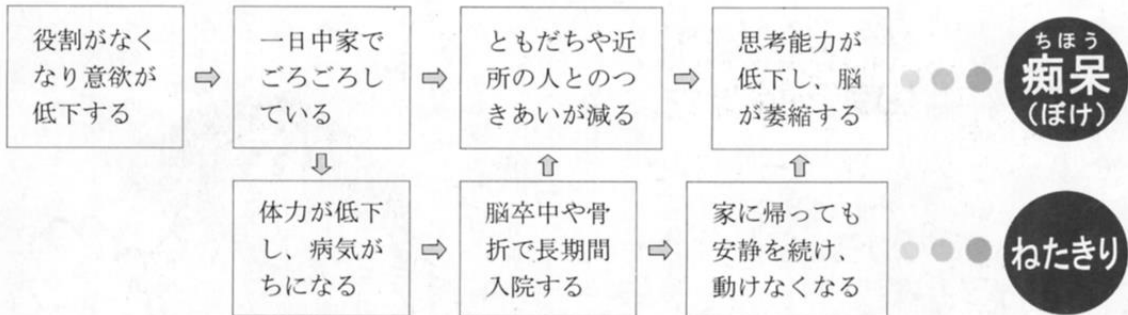 役割がなく
なり意欲が
低下する
一日中家で
ごろごろし
ている
ともだちや近
所の人とのつ
きあいが減る
思考能力が
低下し、脳
が萎縮する
ちほう
痴呆
(ぼけ)
体力が低下
し、病気が
ちになる
脳卒中や骨
折で長期間
入院する
家に帰っても
安静を続け、
動けなくなる
ねたきり